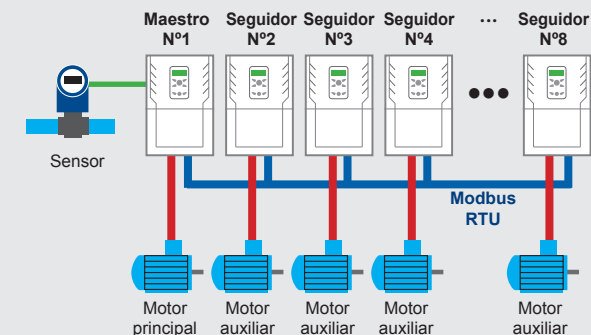 Maestro Nº1
Seguidor Nº2
Seguidor Nº3
Seguidor Nº4
...
Seguidor Nº8
Sensor
Modbus
RTU
Motor principal
Motor auxiliar
Motor auxiliar
Motor auxiliar
Motor auxiliar